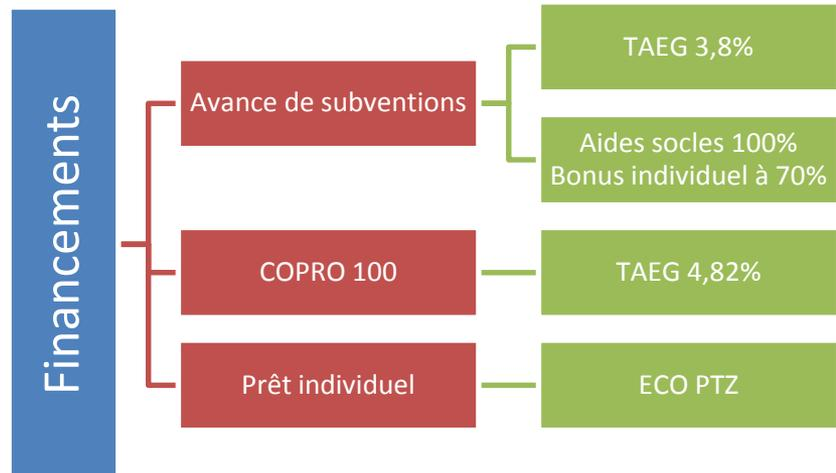 Financements
Avance de subventions
TAEG 3,8%
Aides socles 100%
Bonus individuel à 70%
COPRO 100
TAEG 4,82%
Prêt individuel
ECO PTZ